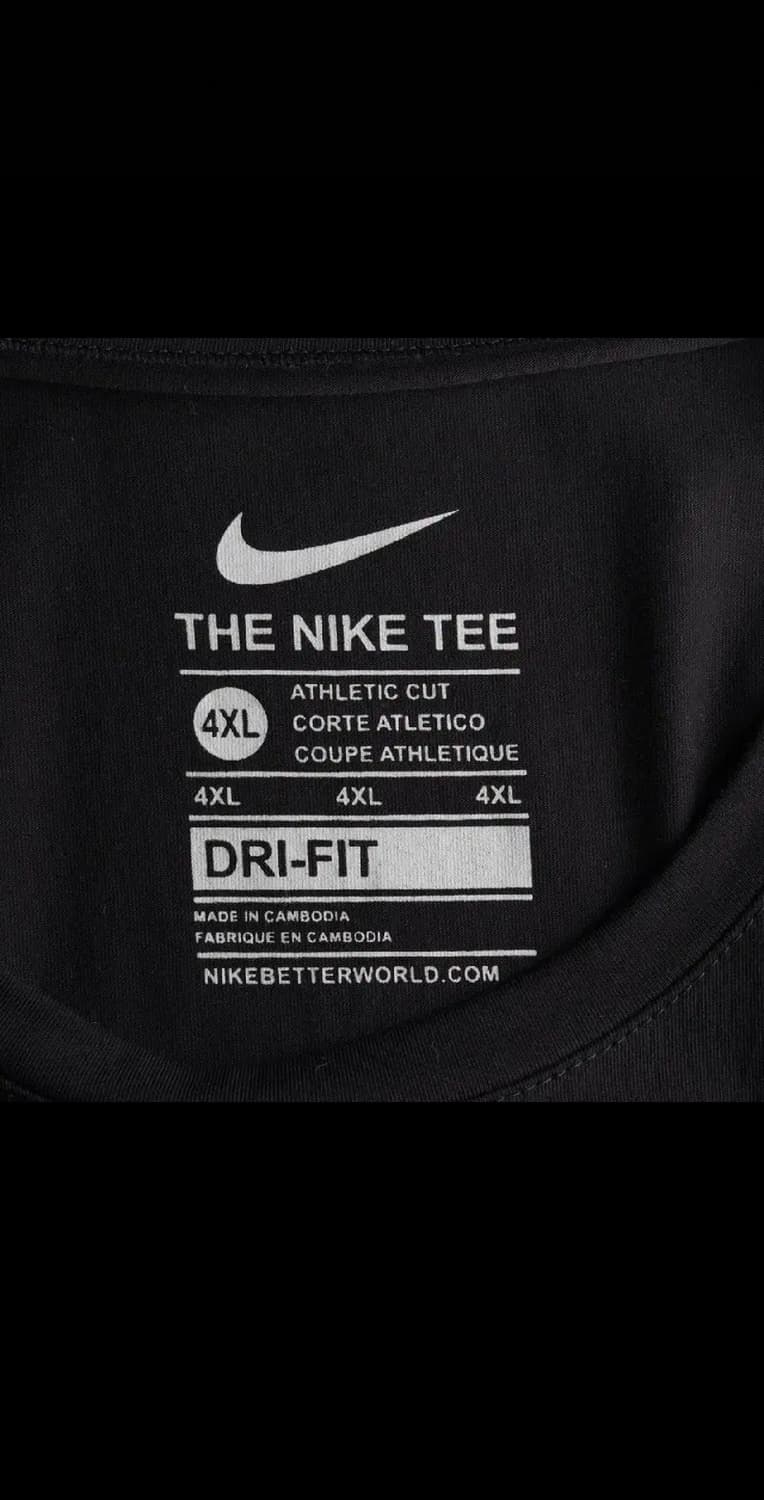 THE NIKE TEE
4XL
ATHLETIC CUT
CORTE ATLETICO
COUPE ATHLETIQUE
4XL 4XL 4XL
DRI-FIT
MADE IN CAMBODIA
FABRIQUE EN CAMBODIA
NIKEBETTERWORLD.COM